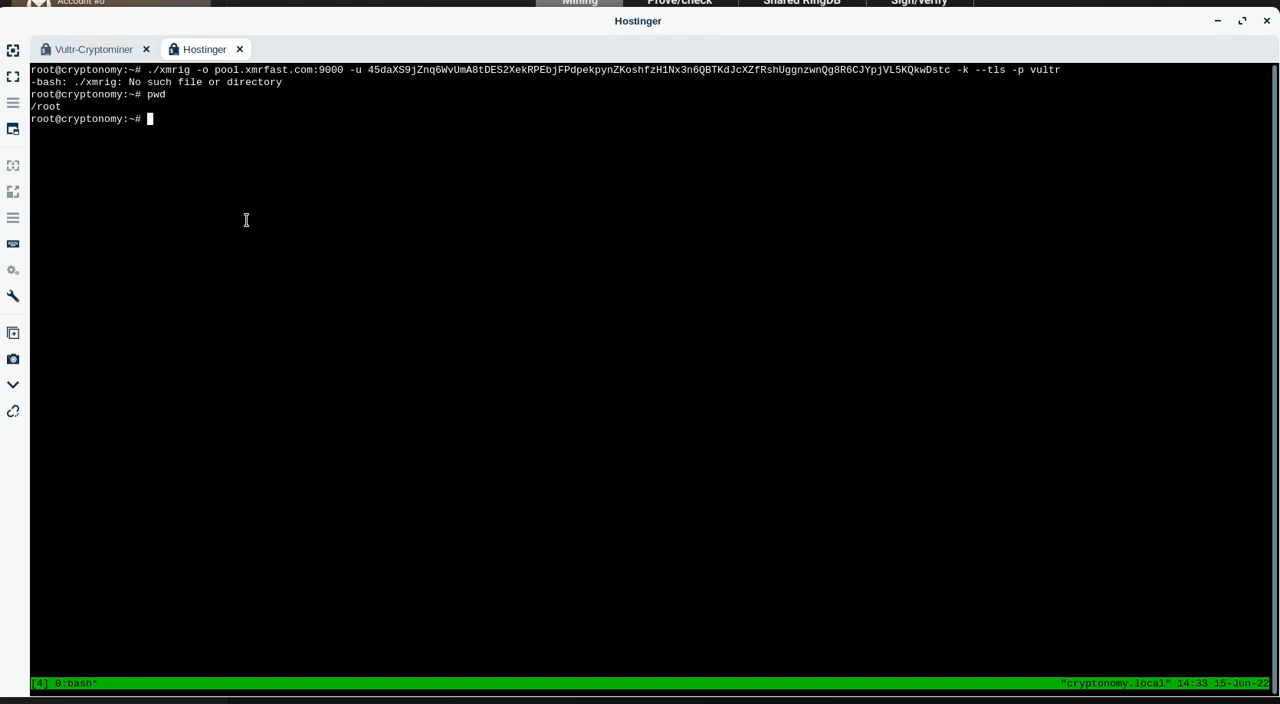 Account #0
Mining Prove/check Shared RingDB Sign/Verify
Hostinger
Vultr-Cryptominer Hostinger
root@cryptonomy:~# ./xmrig -o pool.xmrfast.com:9000 -u 45daXS9jZnq6WvUmA8tDES2XekRPEbjFPdpekpynZKoshfzH1Nx3n6QBTKdJcXZfRshUggnzwnQg8R6CJYpjVL5KQkwDstc -k --tls -p vultr
-bash: ./xmrig: No such file or directory
root@cryptonomy:~# pwd
/root
root@cryptonomy:~#
[4] 0:bash* "cryptonomy.local" 14:33 15-Jun-22